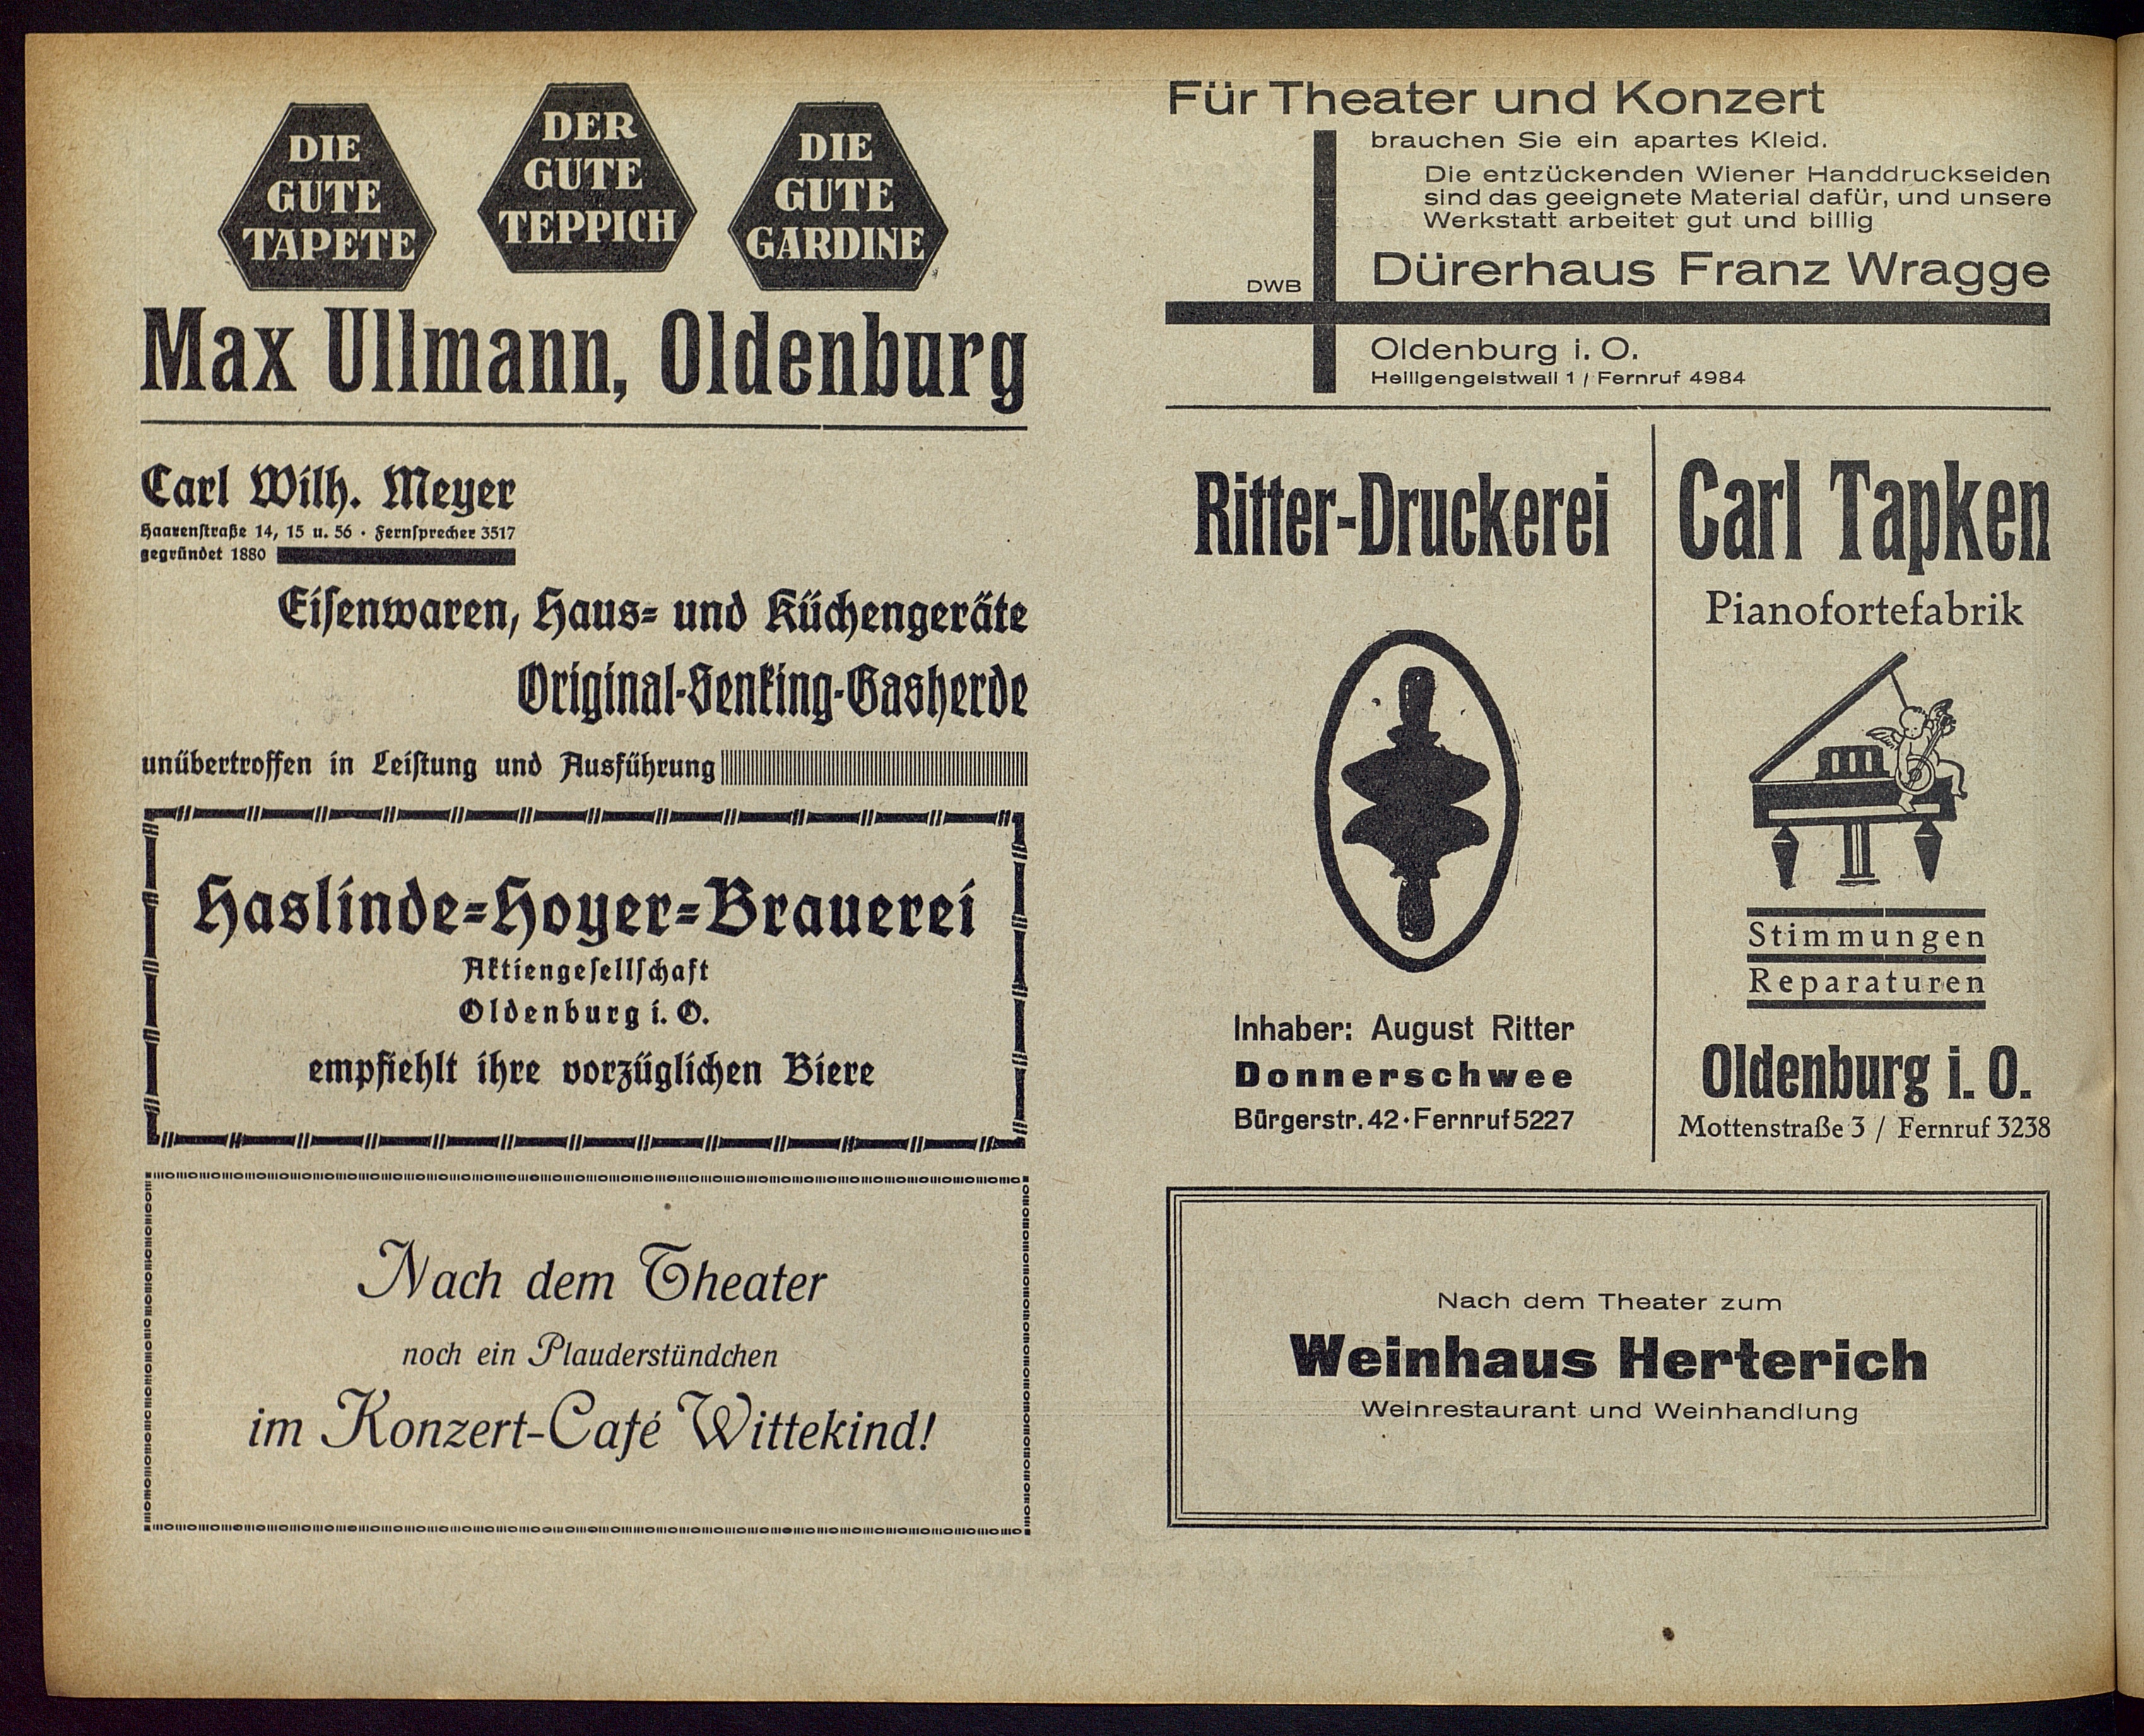 DIE
GUTE
TAPETE
DER
GUTE
TEPPICH
DIE
GUTE
GARDINE
Max Ullmann, Oldenburg
Carl Wilh. Meyer
Haarenſtraße 14, 15 u. 56 · Fernſprecher 3517
gegründet 1880
Eiſenwaren, Haus- und Küchengeräte
Original-Senking-Gasherde
unübertroffen in Leiſtung und Ausführung
Haslinde-Hoyer-Brauerei
Aktiengeſellſchaft
Oldenburg i. O.
empfiehlt ihre vorzüglichen Biere
Nach dem Theater
noch ein Plauderstündchen
im Konzert-Café Wittekind!
Für Theater und Konzert
brauchen Sie ein apartes Kleid.
Die entzückenden Wiener Handdruckseiden
sind das geeignete Material dafür, und unsere
Werkstatt arbeitet gut und billig
DWB
Dürerhaus Franz Wragge
Oldenburg i. O.
Heiligengeistwall 1 / Fernruf 4984
Ritter-Druckerei
Inhaber: August Ritter
Donnerschwee
Bürgerstr. 42 · Fernruf 5227
Carl Tapken
Pianofortefabrik
Stimmungen
Reparaturen
Oldenburg i. O.
Mottenstraße 3 / Fernruf 3238
Nach dem Theater zum
Weinhaus Herterich
Weinrestaurant und Weinhandlung